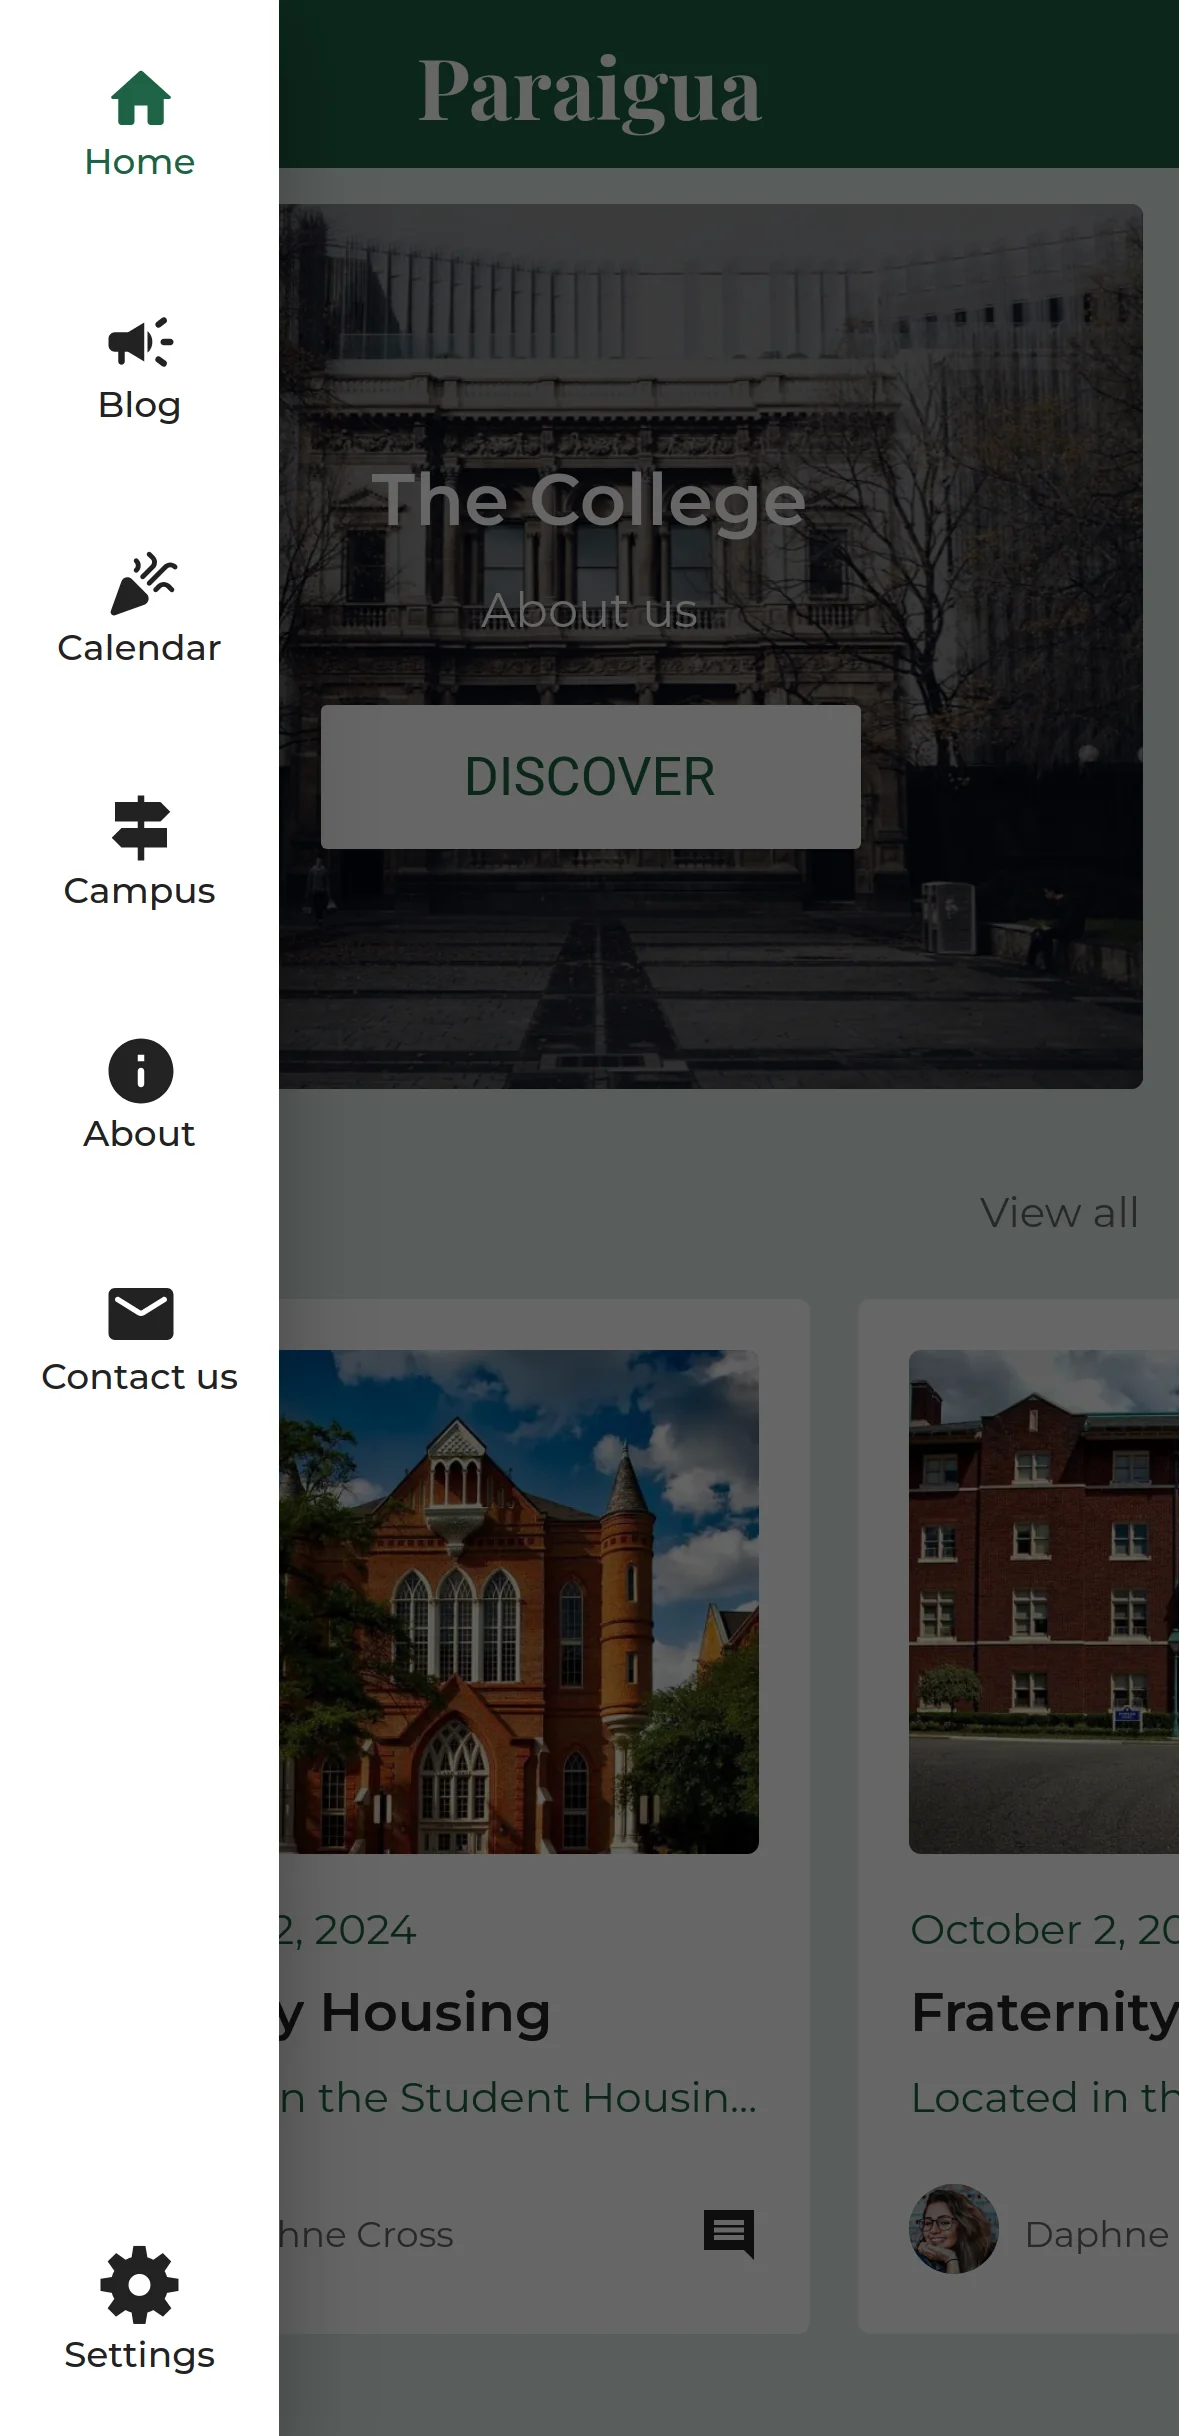 Home
Blog
Calendar
Campus
About
Contact us
Settings
Paraigua
The College
About us
DISCOVER
View all
2, 2024
y Housing
n the Student Housin...
hne Cross
October 2, 20
Fraternity
Located in th
Daphne